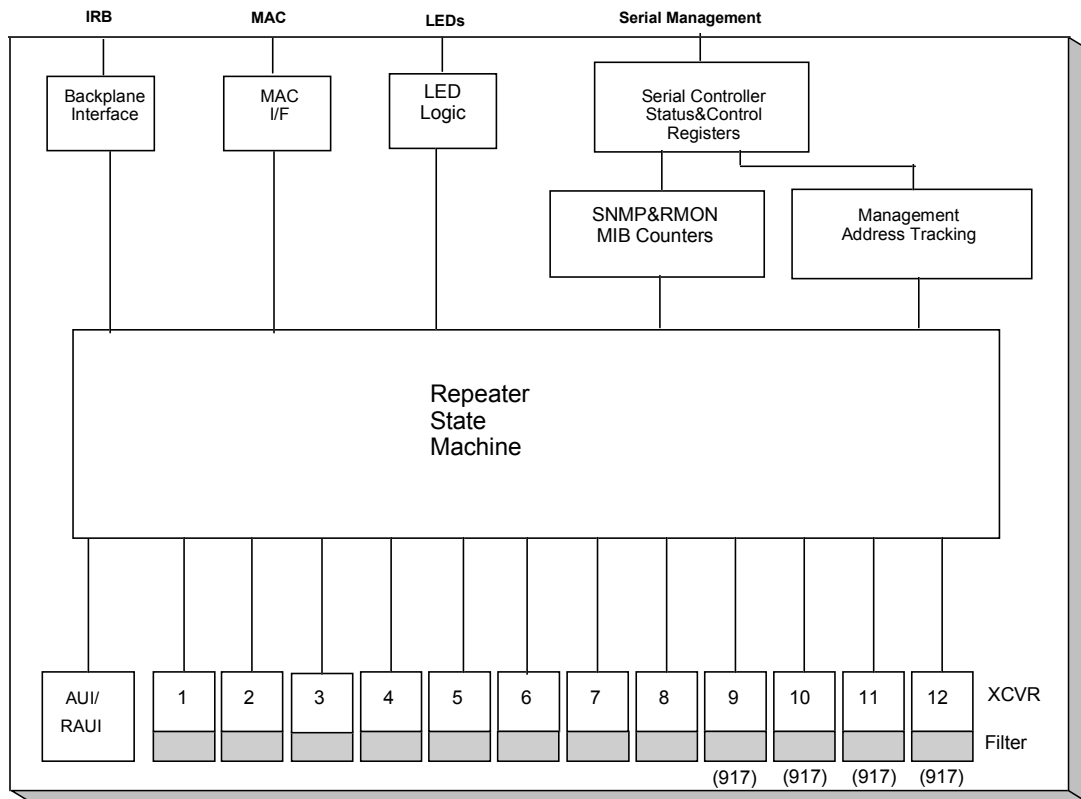 IRB
MAC
LEDs
Serial Management
Backplane
Interface
MAC
I/F
LED
Logic
Serial Controller
Status&Control
Registers
SNMP&RMON
MIB Counters
Management
Address Tracking
Repeater
State
Machine
AUI/
RAUI
1 2 3 4 5 6 7 8 9 10 11 12 XCVR
Filter
(917) (917) (917) (917)